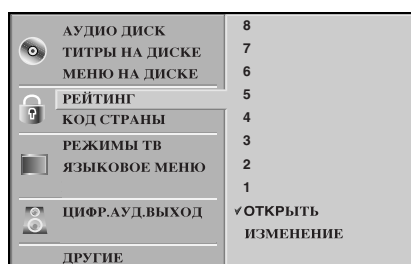 АУДИО ДИСК
ТИТРЫ НА ДИСКЕ
МЕНЮ НА ДИСКЕ
РЕЙТИНГ
КОД СТРАНЫ
РЕЖИМЫ ТВ
ЯЗЫКОВОЕ МЕНЮ
ЦИФР.АУД.ВЫХОД
ДРУГИЕ
8
7
6
5
4
3
2
1
✓ОТКРЫТЬ
ИЗМЕНЕНИЕ